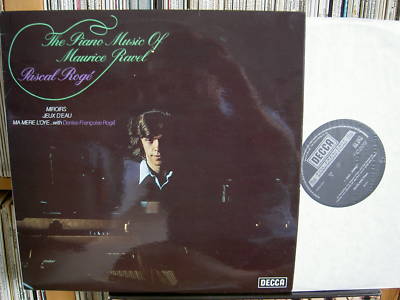 The Piano Music Of
Maurice Ravel
Pascal Rogé
MIROIRS
JEUX D'EAU
MA MERE L'OYE...with Denise-Françoise Rogé
DECCA
DECCA